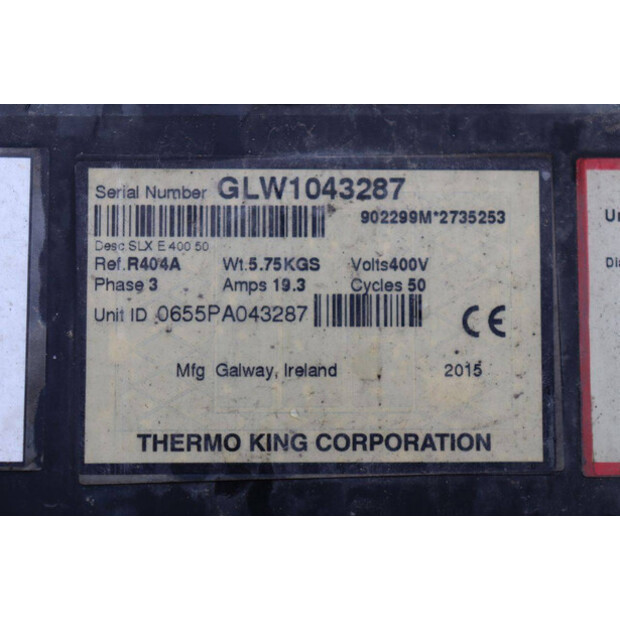 Serial Number GLW1043287
902299M*2735253
Desc SLX E 400 50
Ref.R404A Wt.5.75KGS Volts400V
Phase 3 Amps 19.3 Cycles 50
Unit ID 0655PA043287
CE
Mfg Galway, Ireland 2015
THERMO KING CORPORATION